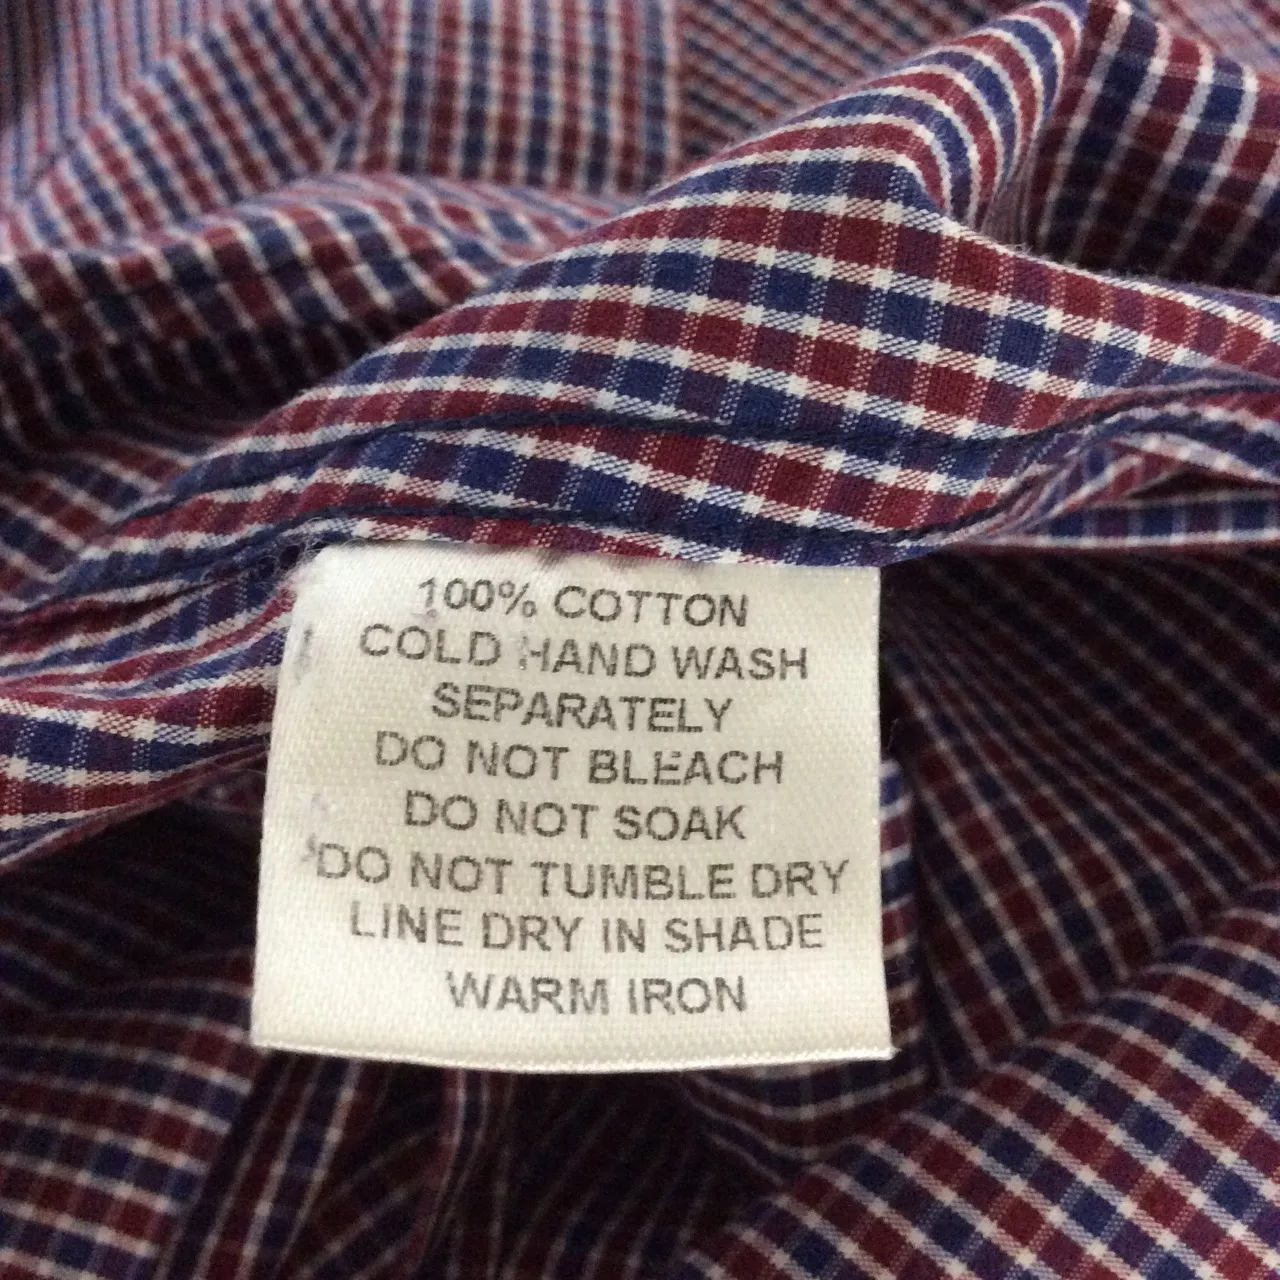 100% COTTON
COLD HAND WASH
SEPARATELY
DO NOT BLEACH
DO NOT SOAK
DO NOT TUMBLE DRY
LINE DRY IN SHADE
WARM IRON